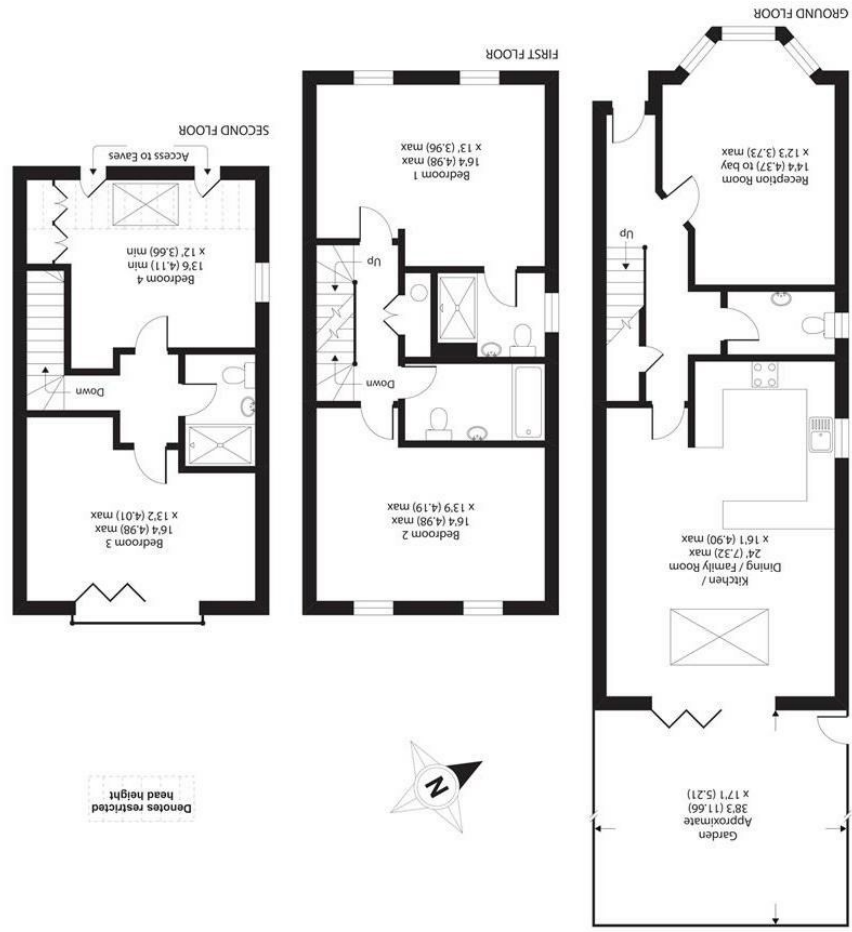 Garden
Approximate
38'3 (11.66)
x 17'1 (5.21)
Denotes restricted
head height
N
Kitchen /
Dining / Family Room
24' (7.32) max
x 16'1 (4.90) max
Up
Reception Room
14'4 (4.37) to bay
x 12'3 (3.73) max
GROUND FLOOR
Bedroom 2
16'4 (4.98) max
x 13'9 (4.19) max
Down
Up
Bedroom 1
16'4 (4.98) max
x 13' (3.96) max
FIRST FLOOR
Bedroom 3
16'4 (4.98) max
x 13'2 (4.01) max
Down
Bedroom 4
13'6 (4.11) min
x 12' (3.66) min
Access to Eaves
SECOND FLOOR